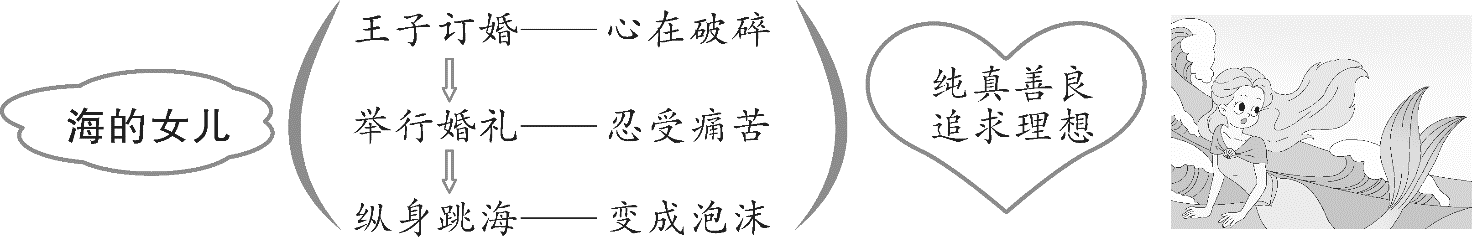 海的女儿
王子订婚——心在破碎
举行婚礼——忍受痛苦
纵身跳海——变成泡沫
纯真善良
追求理想